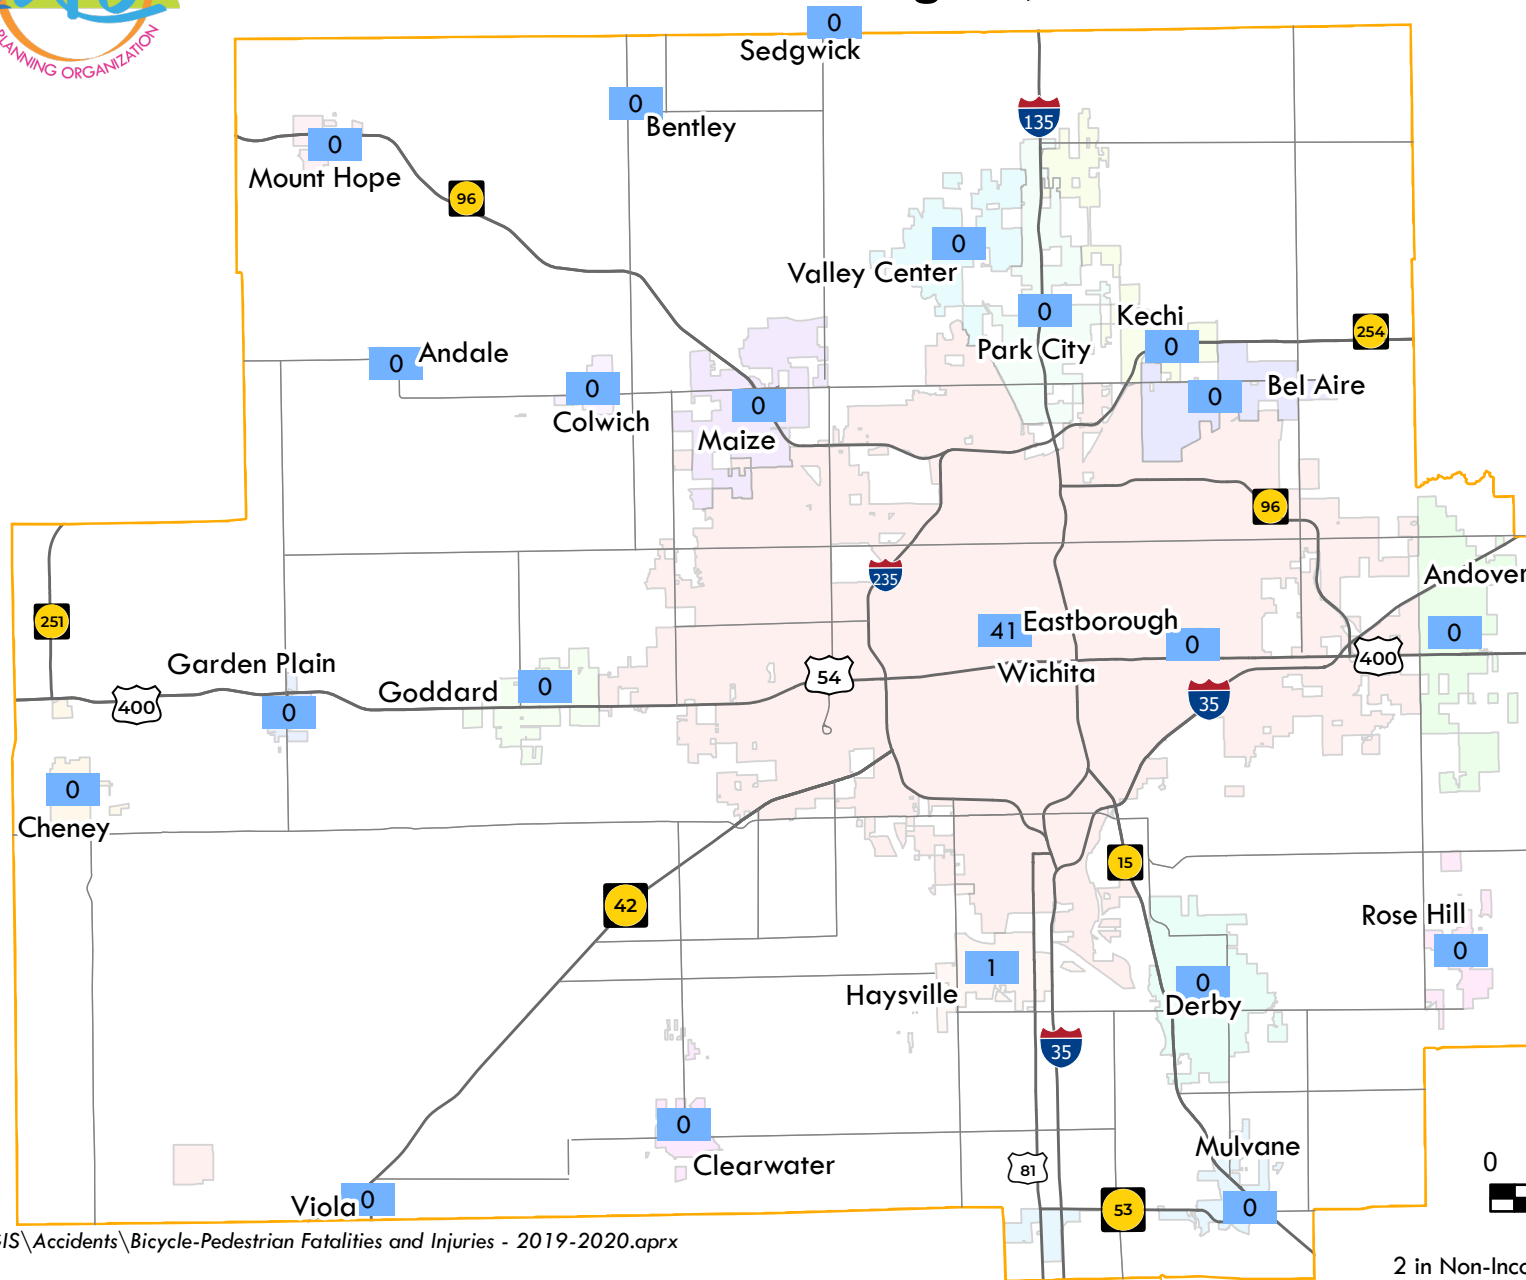 PLANNING ORGANIZATION
0
Sedgwick
0
Bentley
135
0
Mount Hope
96
0
Valley Center
0
Kechi
254
Park City
0
0
Andale
0
Colwich
0
Maize
0
Bel Aire
96
235
Andover
251
41
Eastborough
0
0
Garden Plain
Goddard
0
54
Wichita
400
400
0
35
0
Cheney
15
42
Rose Hill
0
1
Haysville
0
Derby
35
0
Clearwater
Mulvane
81
0
Viola
0
53
0
GIS\Accidents\Bicycle-Pedestrian Fatalities and Injuries - 2019-2020.aprx
2 in Non-Inco